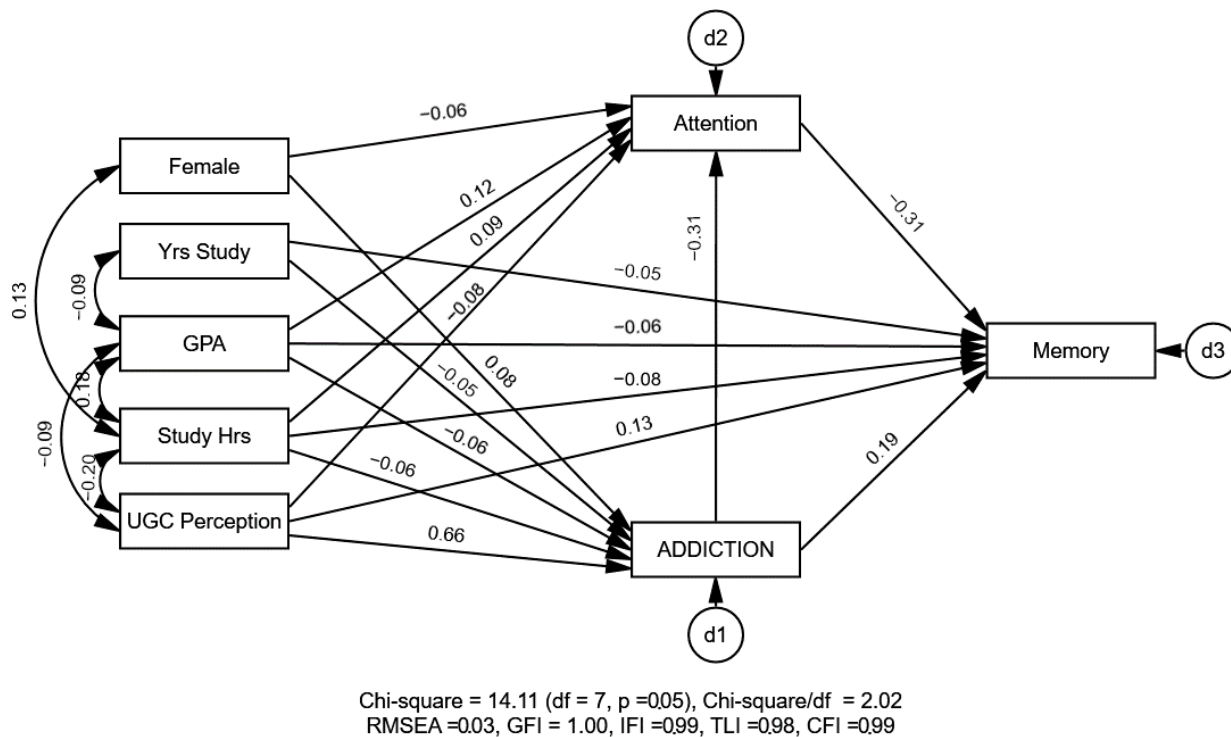 d2
Attention
−0.06
Female
0.12
−0.31
0.09
−0.31
Yrs Study
−0.05
0.13
−0.09
−0.08
GPA
−0.06
Memory
d3
0.08
−0.05
0.18
−0.08
Study Hrs
−0.06
0.13
−0.09
−0.06
0.19
−0.20
UGC Perception
0.66
ADDICTION
d1
Chi-square = 14.11 (df = 7, p =0.05), Chi-square/df = 2.02
RMSEA =0.03, GFI = 1.00, IFI =0.99, TLI =0.98, CFI =0.99